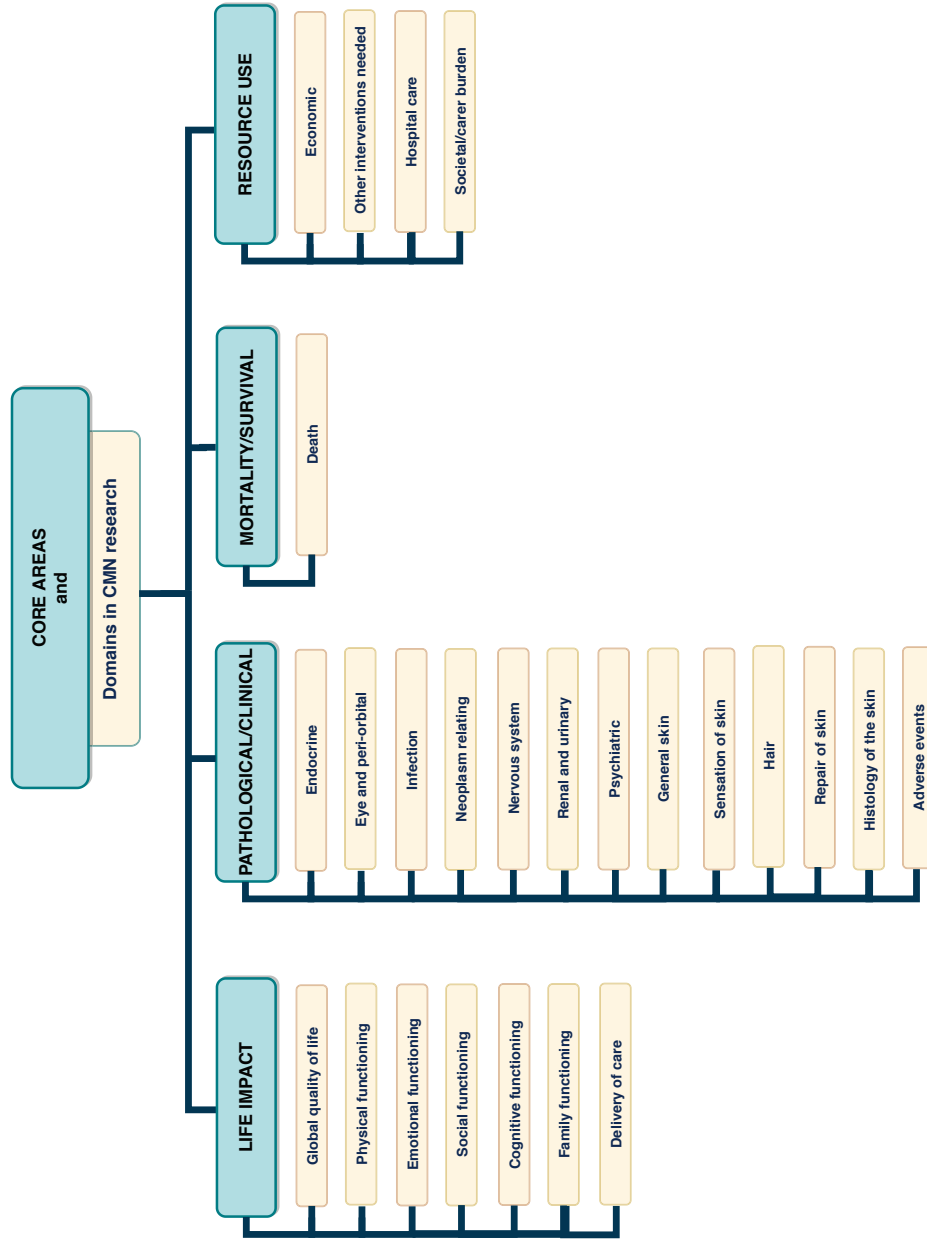 CORE AREAS
and
Domains in CMN research
LIFE IMPACT
Global quality of life
Physical functioning
Emotional functioning
Social functioning
Cognitive functioning
Family functioning
Delivery of care
PATHOLOGICAL/CLINICAL
Endocrine
Eye and peri-orbital
Infection
Neoplasm relating
Nervous system
Renal and urinary
Psychiatric
General skin
Sensation of skin
Hair
Repair of skin
Histology of the skin
Adverse events
MORTALITY/SURVIVAL
Death
RESOURCE USE
Economic
Other interventions needed
Hospital care
Societal/carer burden